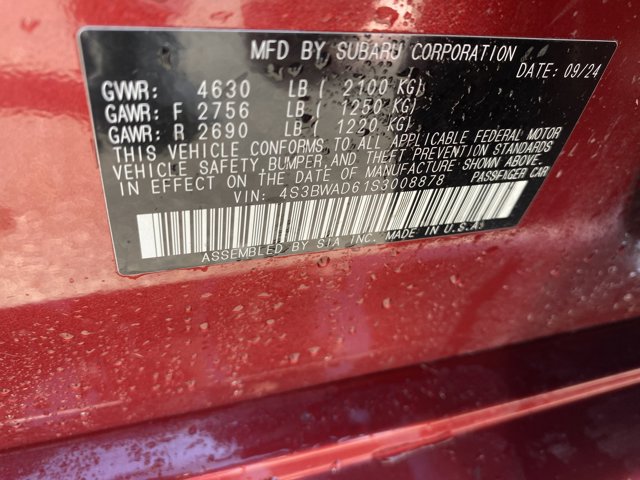 MFD BY SUBARU CORPORATION
DATE: 09/24
GVWR: 4630 LB ( 2100 KG)
GAWR: F 2756 LB ( 1250 KG)
GAWR: R 2690 LB ( 1220 KG)
THIS VEHICLE CONFORMS TO ALL APPLICABLE FEDERAL MOTOR
VEHICLE SAFETY, BUMPER, AND THEFT PREVENTION STANDARDS
IN EFFECT ON THE DATE OF MANUFACTURE SHOWN ABOVE.
VIN: 4S3BWAD61S3008878 PASSENGER CAR
ASSEMBLED BY SIA INC. MADE IN U.S.A.